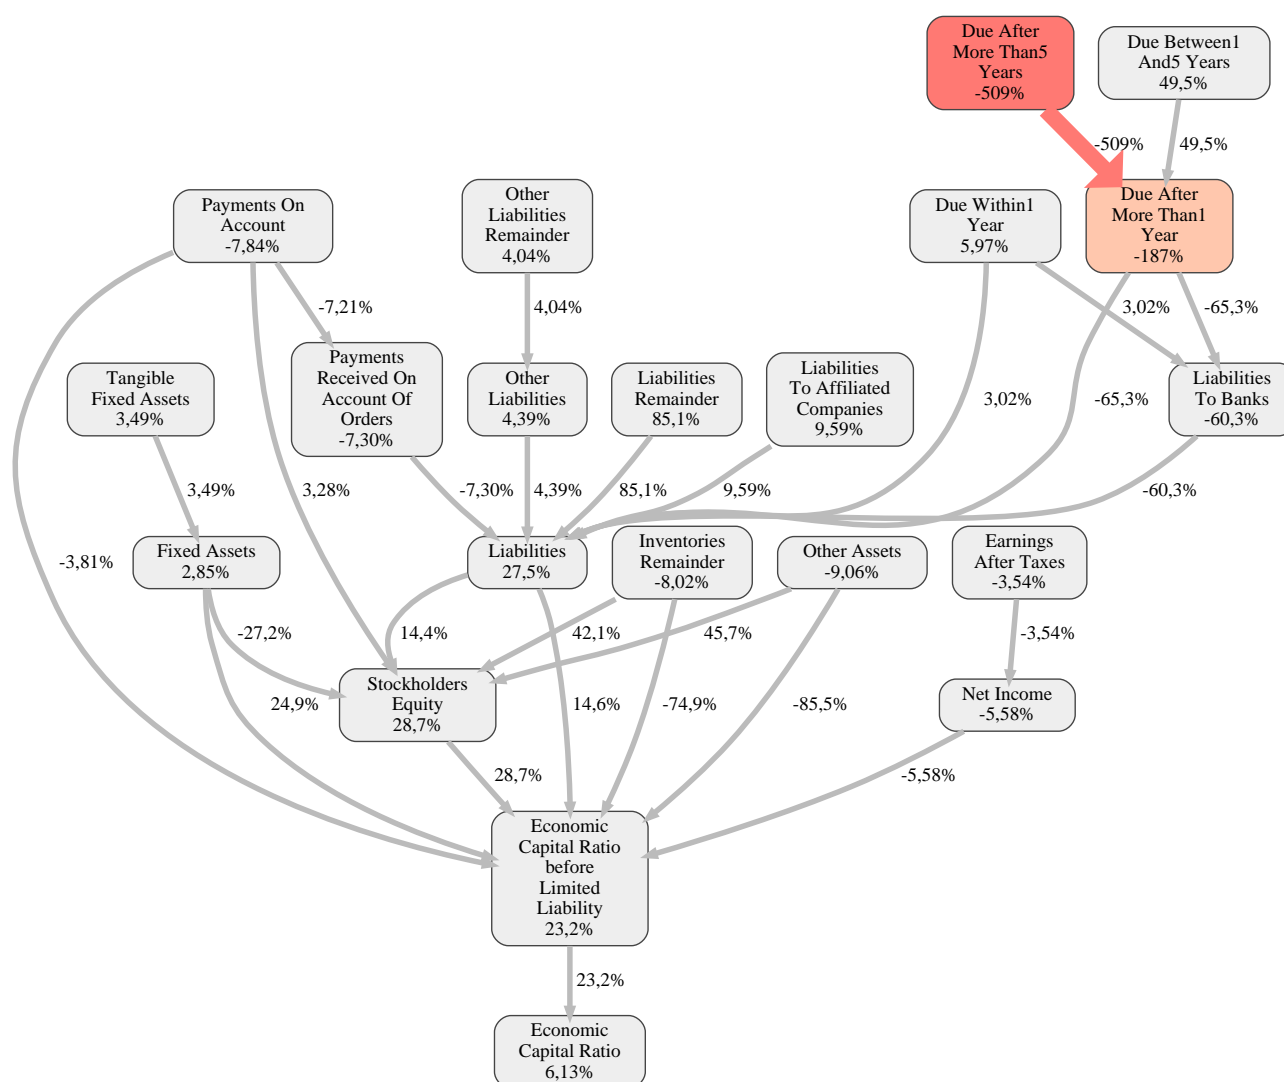 Due After
More Than5
Years
-509%
Due Between1
And5 Years
49,5%
-509%
49,5%
Payments On
Account
-7,84%
Other
Liabilities
Remainder
4,04%
Due Within1
Year
5,97%
Due After
More Than1
Year
-187%
-7,21%
4,04%
3,02%
-65,3%
Tangible
Fixed Assets
3,49%
Payments
Received On
Account Of
Orders
-7,30%
Other
Liabilities
4,39%
Liabilities
Remainder
85,1%
Liabilities
To Affiliated
Companies
9,59%
3,02%
-65,3%
Liabilities
To Banks
-60,3%
3,49%
3,28%
-7,30%
4,39%
85,1%
9,59%
-60,3%
-3,81%
Fixed Assets
2,85%
Liabilities
27,5%
Inventories
Remainder
-8,02%
Other Assets
-9,06%
Earnings
After Taxes
-3,54%
-27,2%
14,4%
42,1%
45,7%
-3,54%
24,9%
Stockholders
Equity
28,7%
14,6%
-74,9%
-85,5%
Net Income
-5,58%
28,7%
-5,58%
Economic
Capital Ratio
before
Limited
Liability
23,2%
23,2%
Economic
Capital Ratio
6,13%